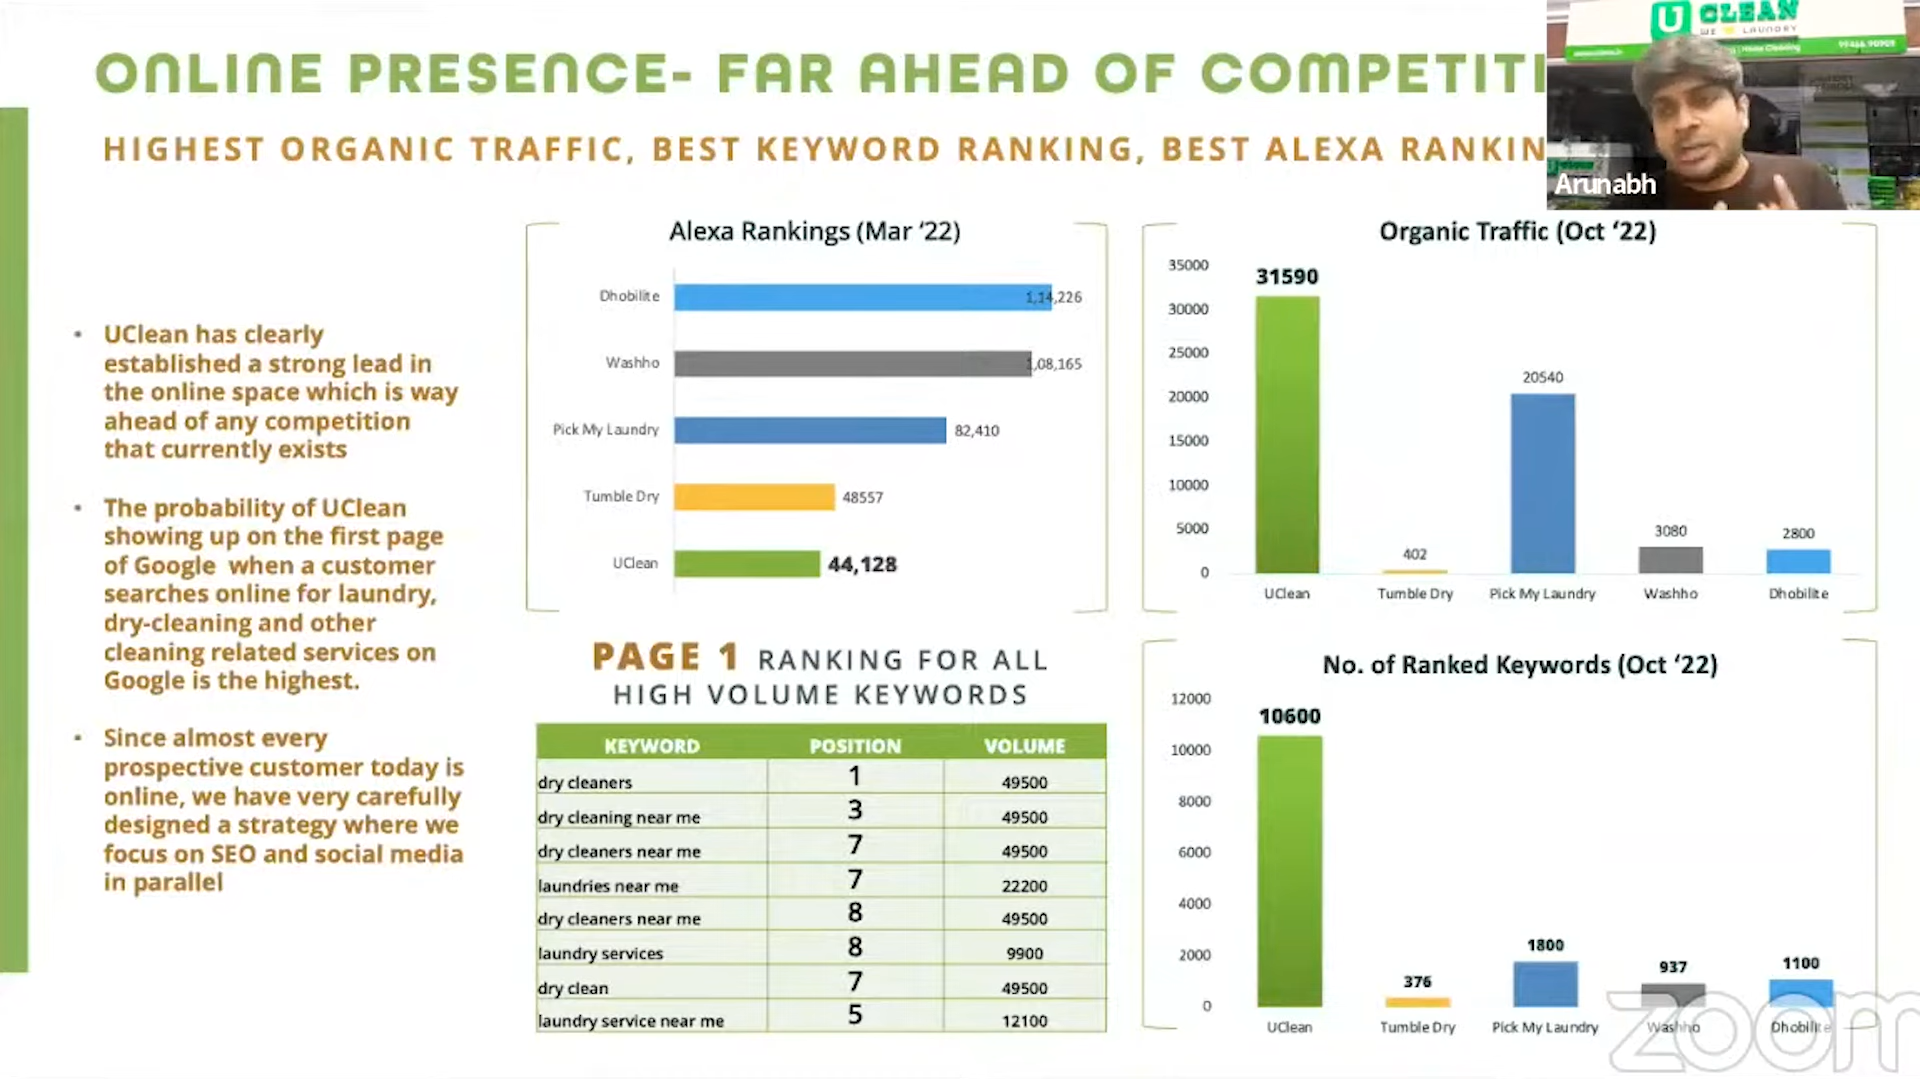 ONLINE PRESENCE- FAR AHEAD OF COMPETITI
HIGHEST ORGANIC TRAFFIC, BEST KEYWORD RANKING, BEST ALEXA RANKIN
U CLEAN
WE LAUNDRY
Arunabh
• UClean has clearly
established a strong lead in
the online space which is way
ahead of any competition
that currently exists
• The probability of UClean
showing up on the first page
of Google when a customer
searches online for laundry,
dry-cleaning and other
cleaning related services on
Google is the highest.
• Since almost every
prospective customer today is
online, we have very carefully
designed a strategy where we
focus on SEO and social media
in parallel
Alexa Rankings (Mar ‘22)
Dhobilite 1,14,226
Washho 1,08,165
Pick My Laundry 82,410
Tumble Dry 48557
UClean 44,128
PAGE 1 RANKING FOR ALL
HIGH VOLUME KEYWORDS
KEYWORD POSITION VOLUME
dry cleaners 1 49500
dry cleaning near me 3 49500
dry cleaners near me 7 49500
laundries near me 7 22200
dry cleaners near me 8 49500
laundry services 8 9900
dry clean 7 49500
laundry service near me 5 12100
Organic Traffic (Oct ‘22)
35000
30000
25000
20000
15000
10000
5000
0
31590
402
20540
3080
2800
UClean Tumble Dry Pick My Laundry Washho Dhobilite
No. of Ranked Keywords (Oct ‘22)
12000
10000
8000
6000
4000
2000
0
10600
376
1800
937
1100
UClean Tumble Dry Pick My Laundry Washho Dhobilite
zoom